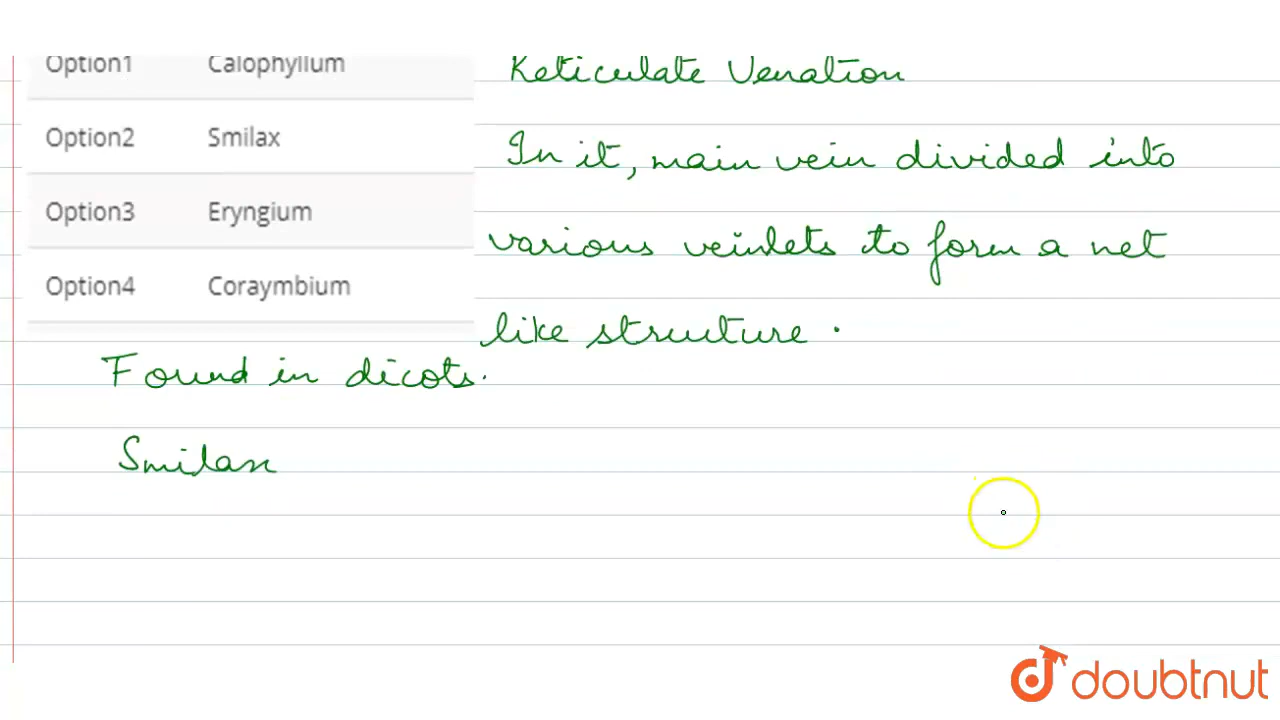 Option1 Calophyllum
Reticulate Venation
Option2 Smilax
In it, main vein divided into
Option3 Eryngium
various veinlets to form a net
Option4 Coraymbium
like structure.
Found in dicots.
Smilax
doubtnut